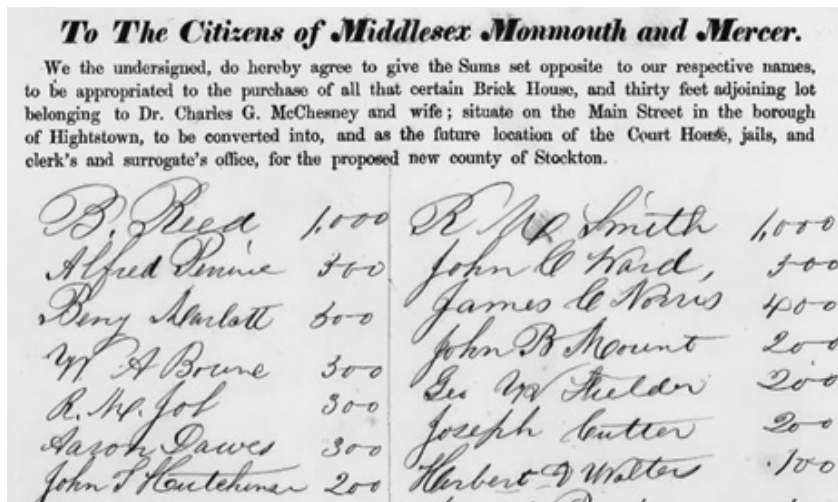 To The Citizens of Middlesex Monmouth and Mercer.
We the undersigned, do hereby agree to give the Sums set opposite to our respective names,
to be appropriated to the purchase of all that certain Brick House, and thirty feet adjoining lot
belonging to Dr. Charles G. McChesney and wife; situate on the Main Street in the borough
of Hightstown, to be converted into, and as the future location of the Court House, jails, and
clerk's and surrogate's office, for the proposed new county of Stockton.
B. Reed 1,000
Alfred 500
Benj Marlatt 500
W A Bowne 300
R. M. Job 300
Aaron Dawes 300
John S Hutchinson 200
R Mc Smith 1,000
John C Ward, 500
James C Norris 400
John B Mount 200
Geo W Fielder 200
Joseph Cutter 200
Herbert Walters 100